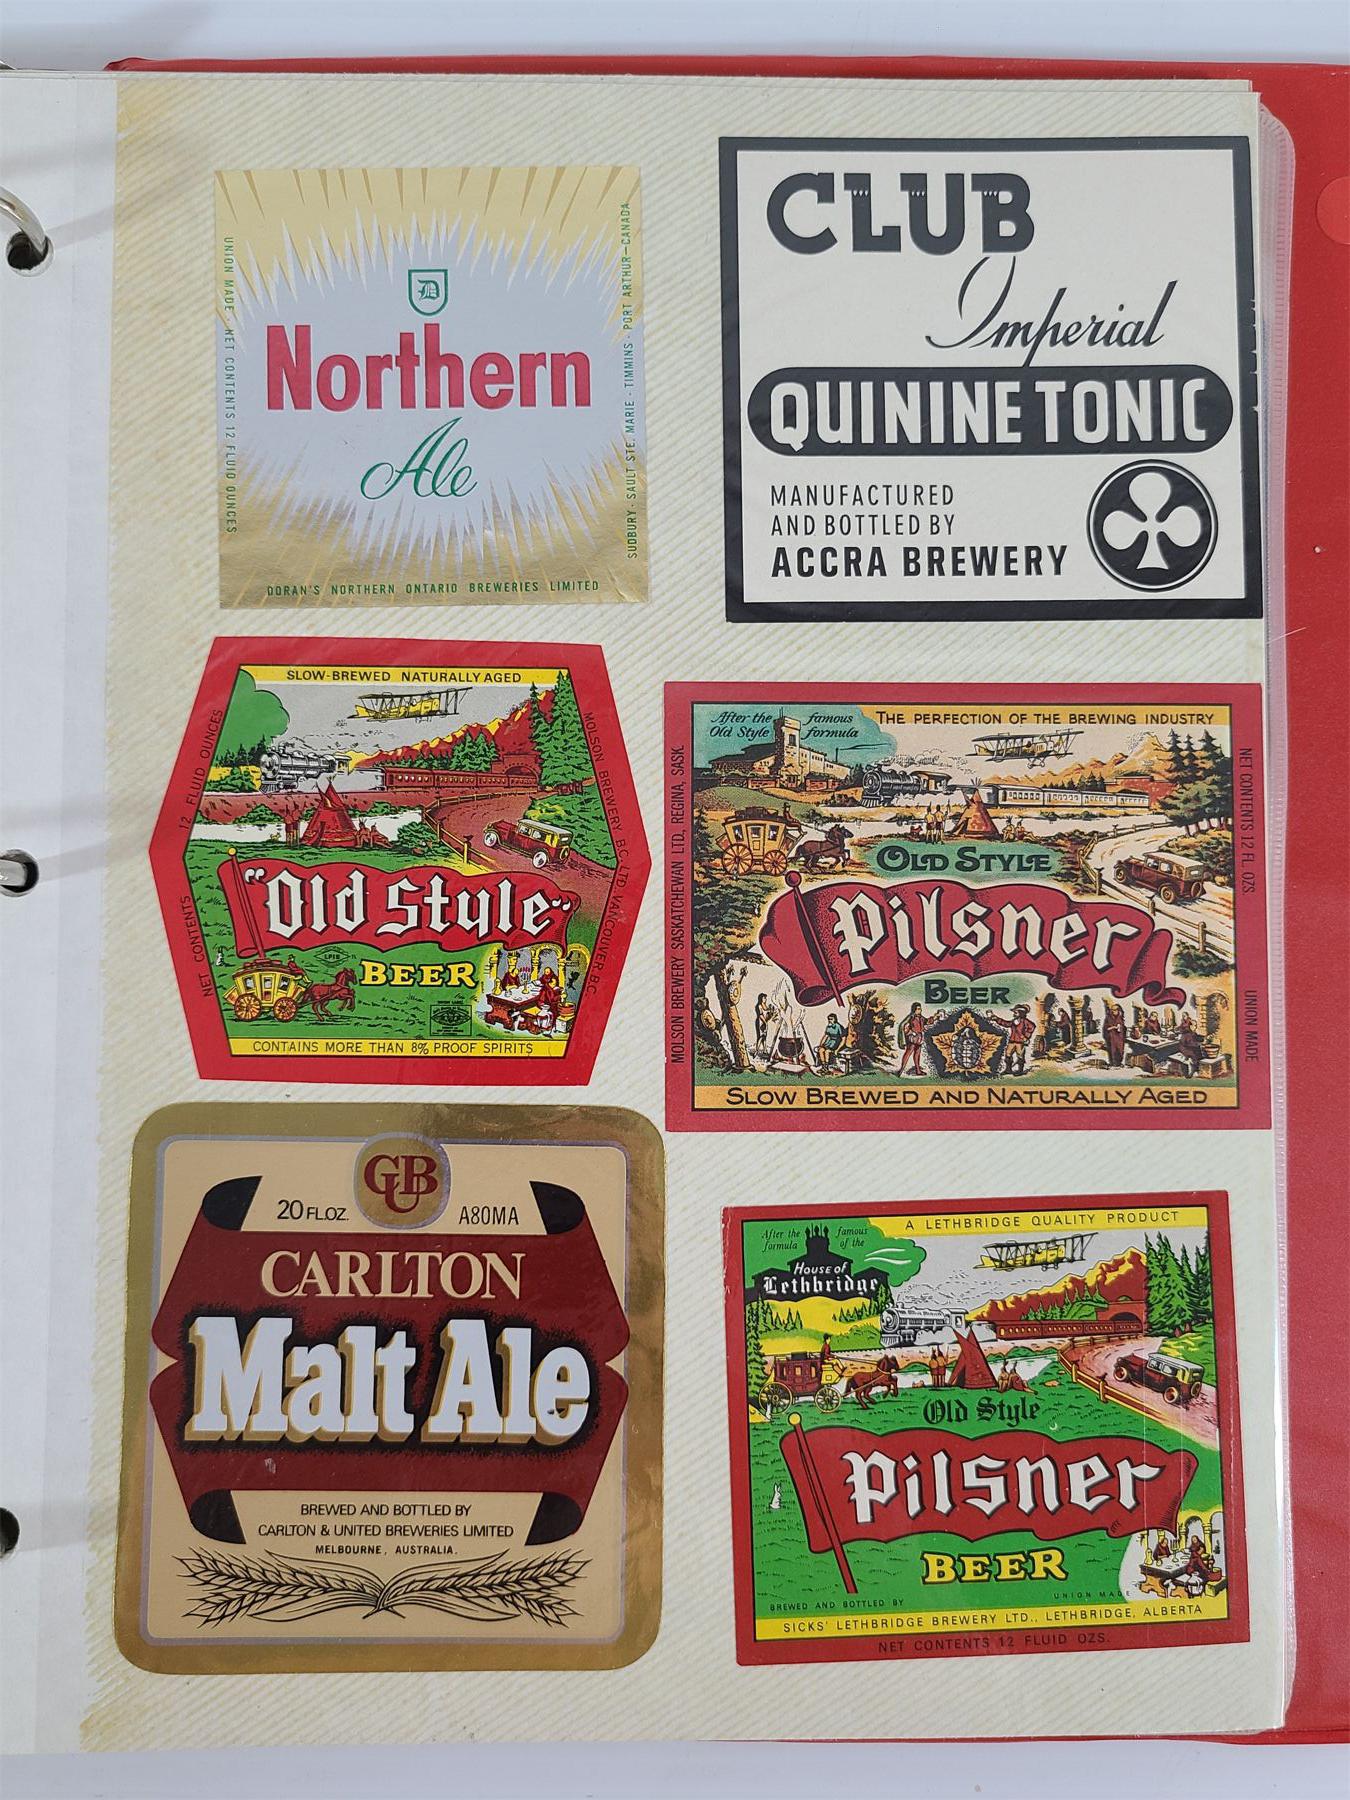 D
Northern
Ale
UNION MADE · NET CONTENTS 12 FLUID OUNCES
SUDBURY · SAULT STE. MARIE · TIMMINS · PORT ARTHUR—CANADA
DORAN'S NORTHERN ONTARIO BREWERIES LIMITED
CLUB
Imperial
QUININE TONIC
MANUFACTURED
AND BOTTLED BY
ACCRA BREWERY
SLOW-BREWED NATURALLY AGED
NET CONTENTS 12 FLUID OUNCES
MOLSON BREWERY B.C. LTD. VANCOUVER B.C.
"Old Style"
BEER
CONTAINS MORE THAN 8% PROOF SPIRITS
After the famous
Old Style formula
THE PERFECTION OF THE BREWING INDUSTRY
MOLSON BREWERY SASKATCHEWAN LTD., REGINA, SASK.
NET CONTENTS 12 FL. OZS
UNION MADE
OLD STYLE
Pilsner
BEER
SLOW BREWED AND NATURALLY AGED
CUB
20 FL.OZ.
A80MA
CARLTON
Malt Ale
BREWED AND BOTTLED BY
CARLTON & UNITED BREWERIES LIMITED
MELBOURNE, AUSTRALIA.
A LETHBRIDGE QUALITY PRODUCT
After the famous
formula of the
House of
Lethbridge
Old Style
Pilsner
BEER
UNION MADE
BREWED AND BOTTLED BY
SICKS' LETHBRIDGE BREWERY LTD., LETHBRIDGE, ALBERTA
NET CONTENTS 12 FLUID OZS.